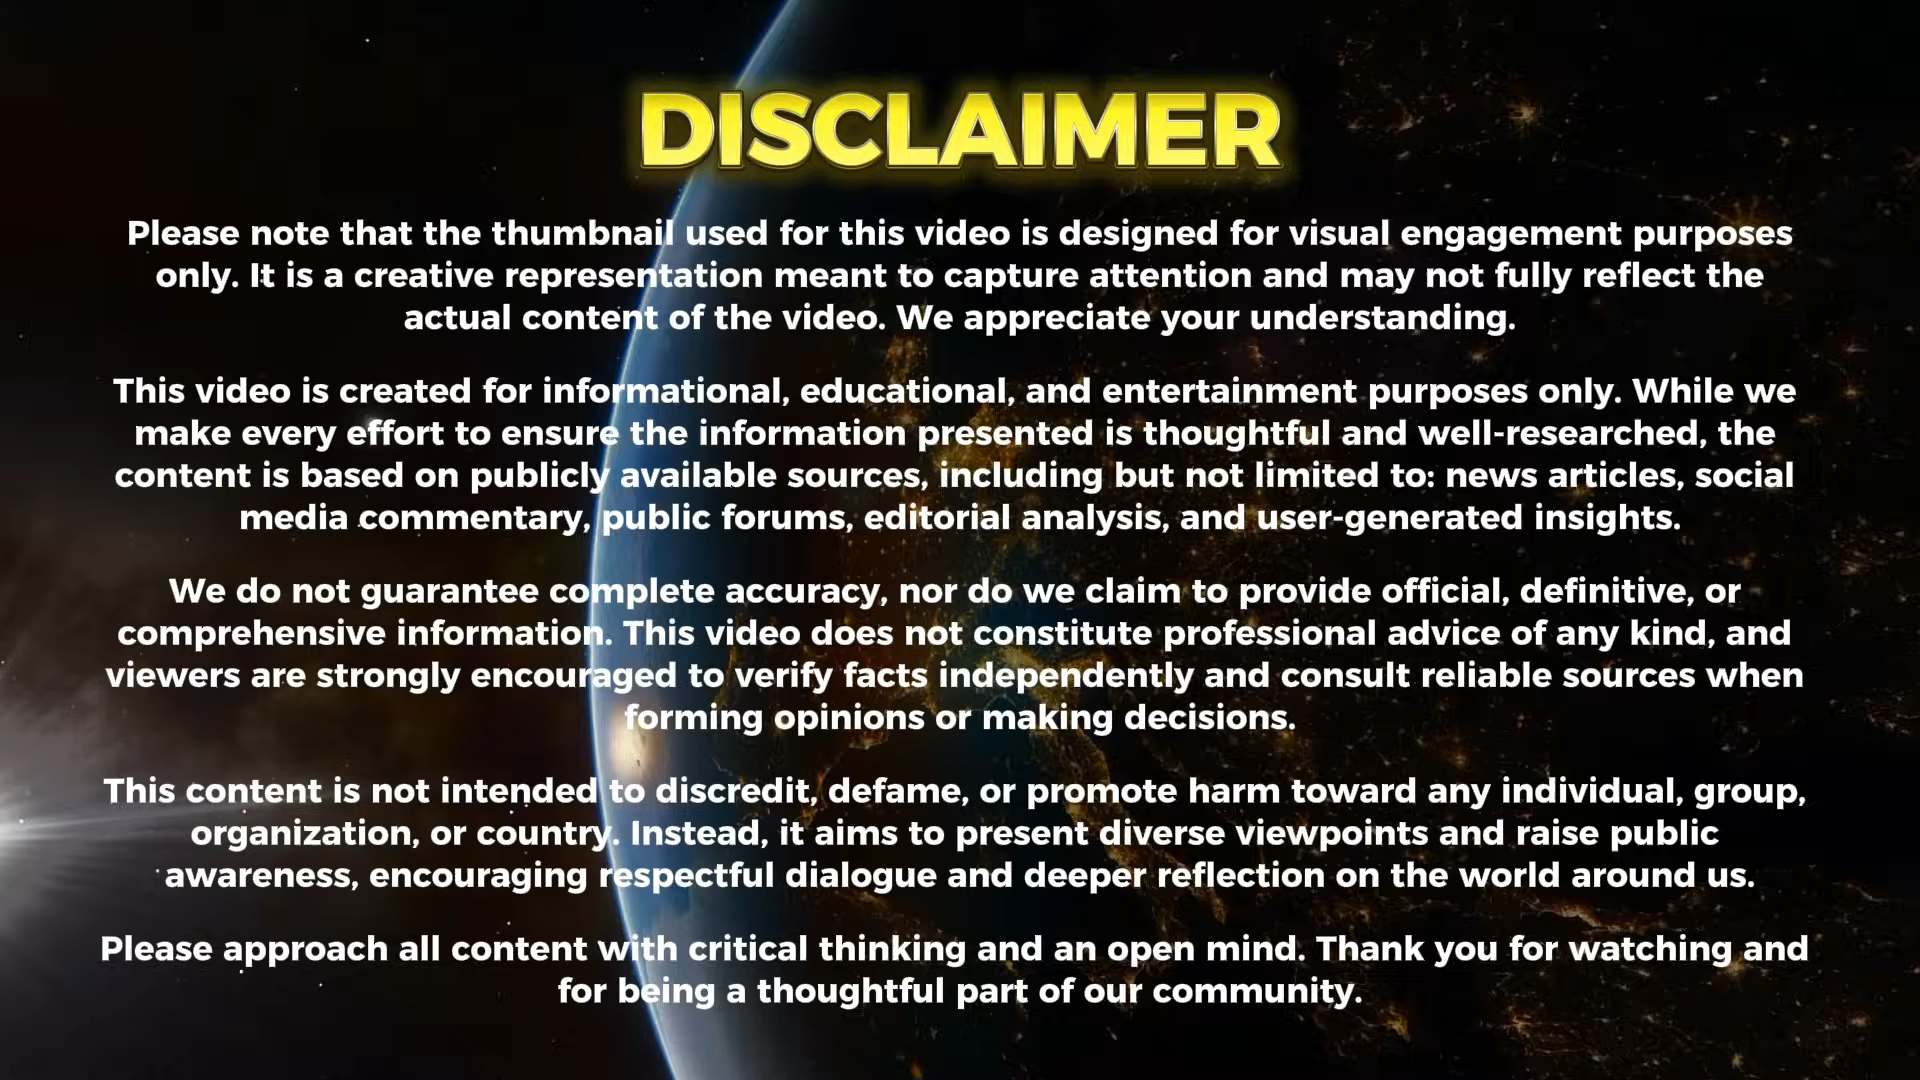 DISCLAIMER
Please note that the thumbnail used for this video is designed for visual engagement purposes
only. It is a creative representation meant to capture attention and may not fully reflect the
actual content of the video. We appreciate your understanding.
This video is created for informational, educational, and entertainment purposes only. While we
make every effort to ensure the information presented is thoughtful and well-researched, the
content is based on publicly available sources, including but not limited to: news articles, social
media commentary, public forums, editorial analysis, and user-generated insights.
We do not guarantee complete accuracy, nor do we claim to provide official, definitive, or
comprehensive information. This video does not constitute professional advice of any kind, and
viewers are strongly encouraged to verify facts independently and consult reliable sources when
forming opinions or making decisions.
This content is not intended to discredit, defame, or promote harm toward any individual, group,
organization, or country. Instead, it aims to present diverse viewpoints and raise public
awareness, encouraging respectful dialogue and deeper reflection on the world around us.
Please approach all content with critical thinking and an open mind. Thank you for watching and
for being a thoughtful part of our community.